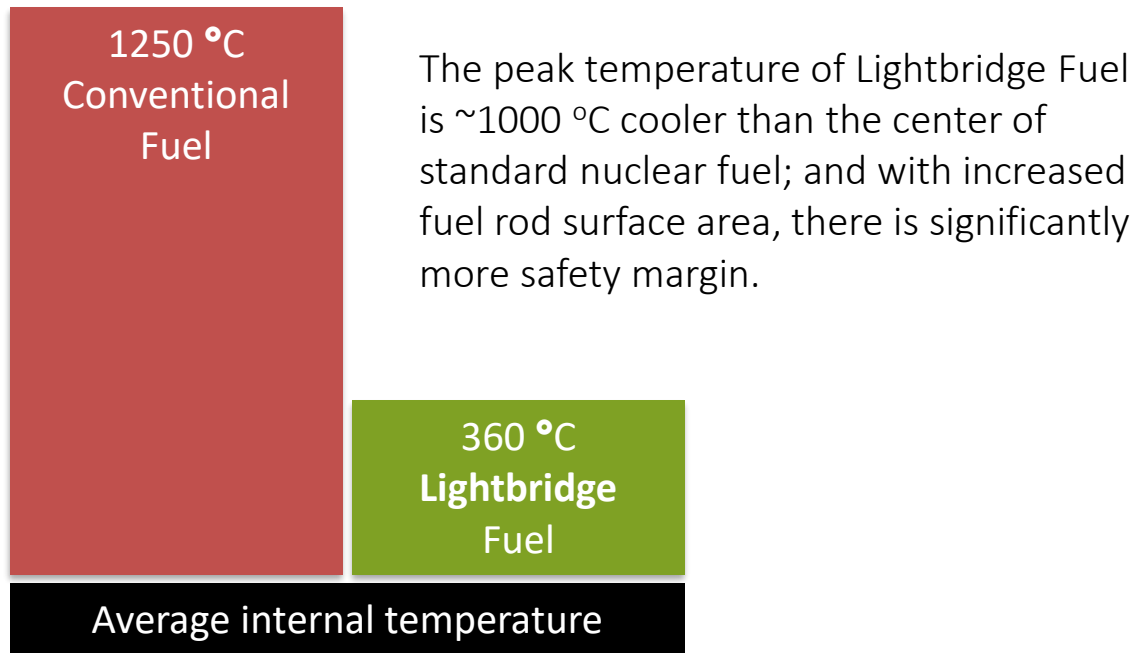 1250 °C
Conventional
Fuel
The peak temperature of Lightbridge Fuel
is ~1000 ºC cooler than the center of
standard nuclear fuel; and with increased
fuel rod surface area, there is significantly
more safety margin.
360 °C
Lightbridge
Fuel
Average internal temperature